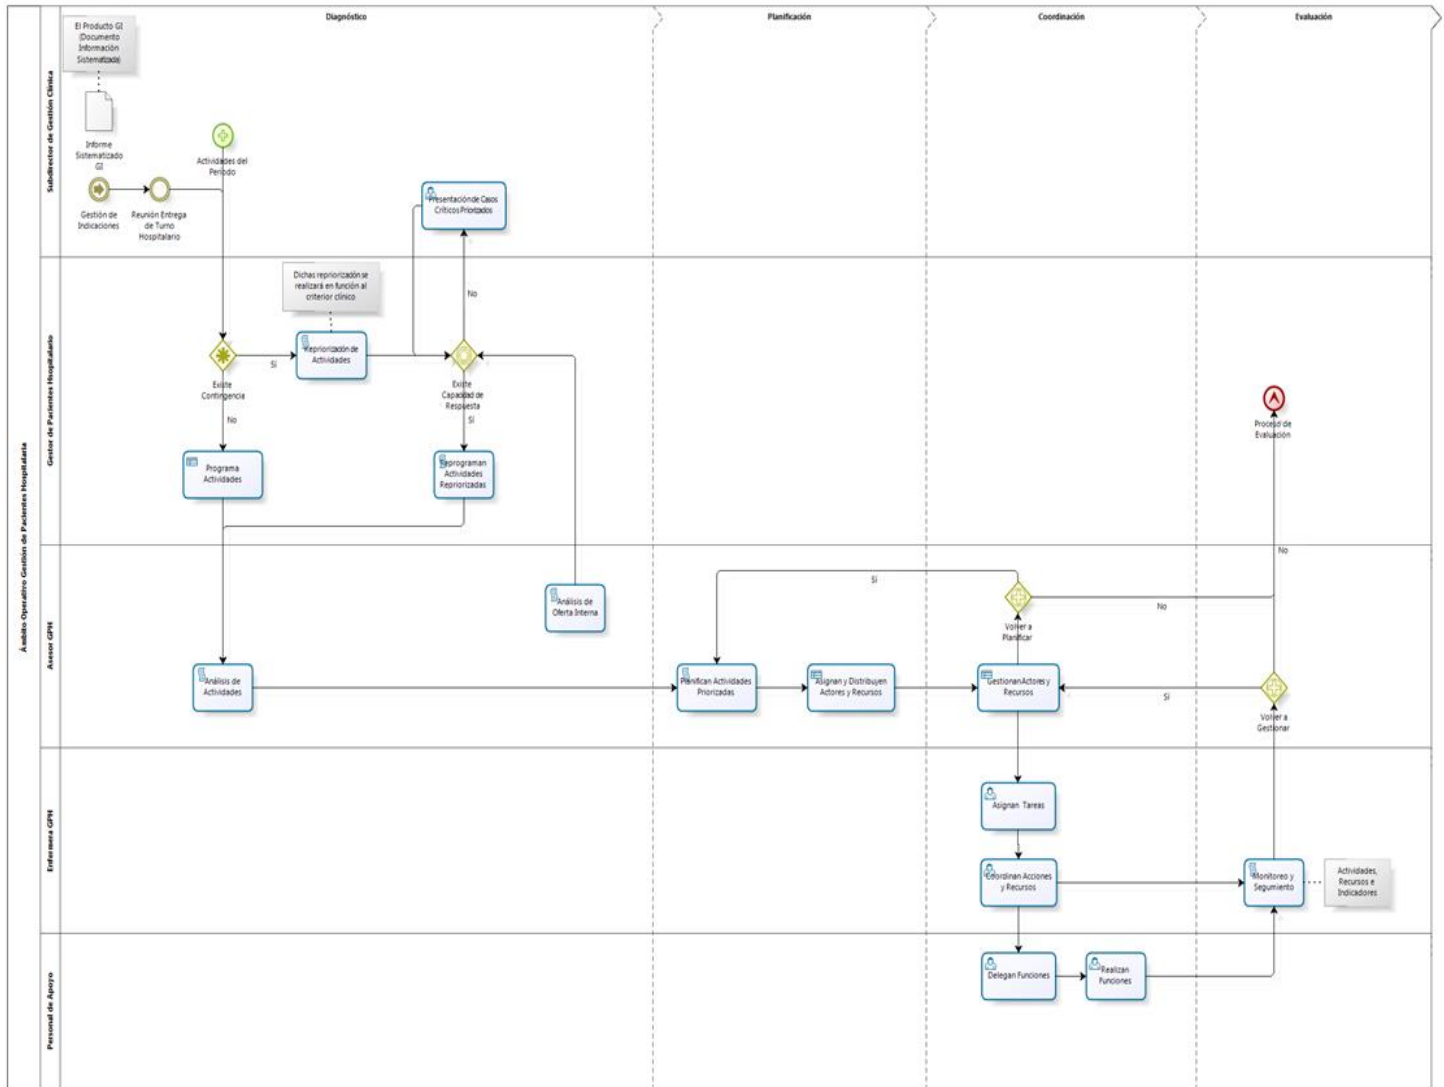 Diagnóstico
Planificación
Coordinación
Evaluación
Ámbito Operativo Gestión de Pacientes Hospitalaria
Subdirector de Gestión Clínica
El Producto GI
(Documento
Información
Sistematizada)
Informe
Sistematizado
GI
Actividades del
Periodo
Gestión de
Indicaciones
Reunión Entrega
de Turno
Hospitalario
Presentación de Casos
Críticos Priorizados
Gestor de Pacientes Hsopitalario
Dichas repriorizadón se
realizará en función al
criterior clínico
No
Repriorización de
Actividades
Sí
Existe
Contingencia
Existe
Capacidad de
Respuesta
No
Sí
Programa
Actividades
Reprograman
Actividades
Repriorizadas
Proceso de
Evaluación
Asesor GPH
No
Sí
Análisis de
Oferta Interna
No
Volver a
Planificar
Análisis de
Actividades
Planifican Actividades
Priorizadas
Asignan y Distribuyen
Actores y Recursos
Gestionan Actores y
Recursos
Sí
Volver a
Gestionar
Enfermera GPH
Asignan Tareas
Coordinan Acciones
y Recursos
Monitoreo y
Segumiento
Actividades,
Recursos e
Indicadores
Personal de Apoyo
Delegan Funciones
Realizan
Funciones